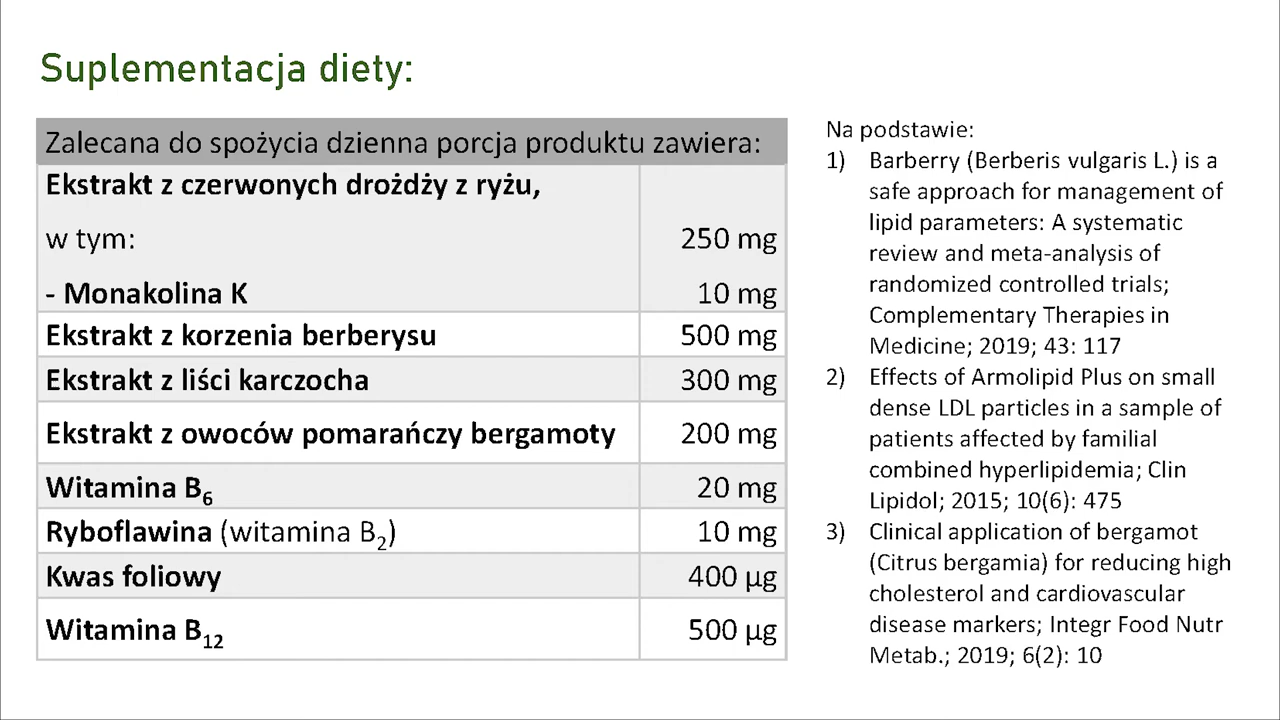 Suplementacja diety:
Zalecana do spożycia dzienna porcja produktu zawiera:
Ekstrakt z czerwonych drożdży z ryżu,
w tym: 250 mg
- Monakolina K 10 mg
Ekstrakt z korzenia berberysu 500 mg
Ekstrakt z liści karczocha 300 mg
Ekstrakt z owoców pomarańczy bergamoty 200 mg
Witamina B6 20 mg
Ryboflawina (witamina B2) 10 mg
Kwas foliowy 400 µg
Witamina B12 500 µg
Na podstawie:
1) Barberry (Berberis vulgaris L.) is a
safe approach for management of
lipid parameters: A systematic
review and meta-analysis of
randomized controlled trials;
Complementary Therapies in
Medicine; 2019; 43: 117
2) Effects of Armolipid Plus on small
dense LDL particles in a sample of
patients affected by familial
combined hyperlipidemia; Clin
Lipidol; 2015; 10(6): 475
3) Clinical application of bergamot
(Citrus bergamia) for reducing high
cholesterol and cardiovascular
disease markers; Integr Food Nutr
Metab.; 2019; 6(2): 10